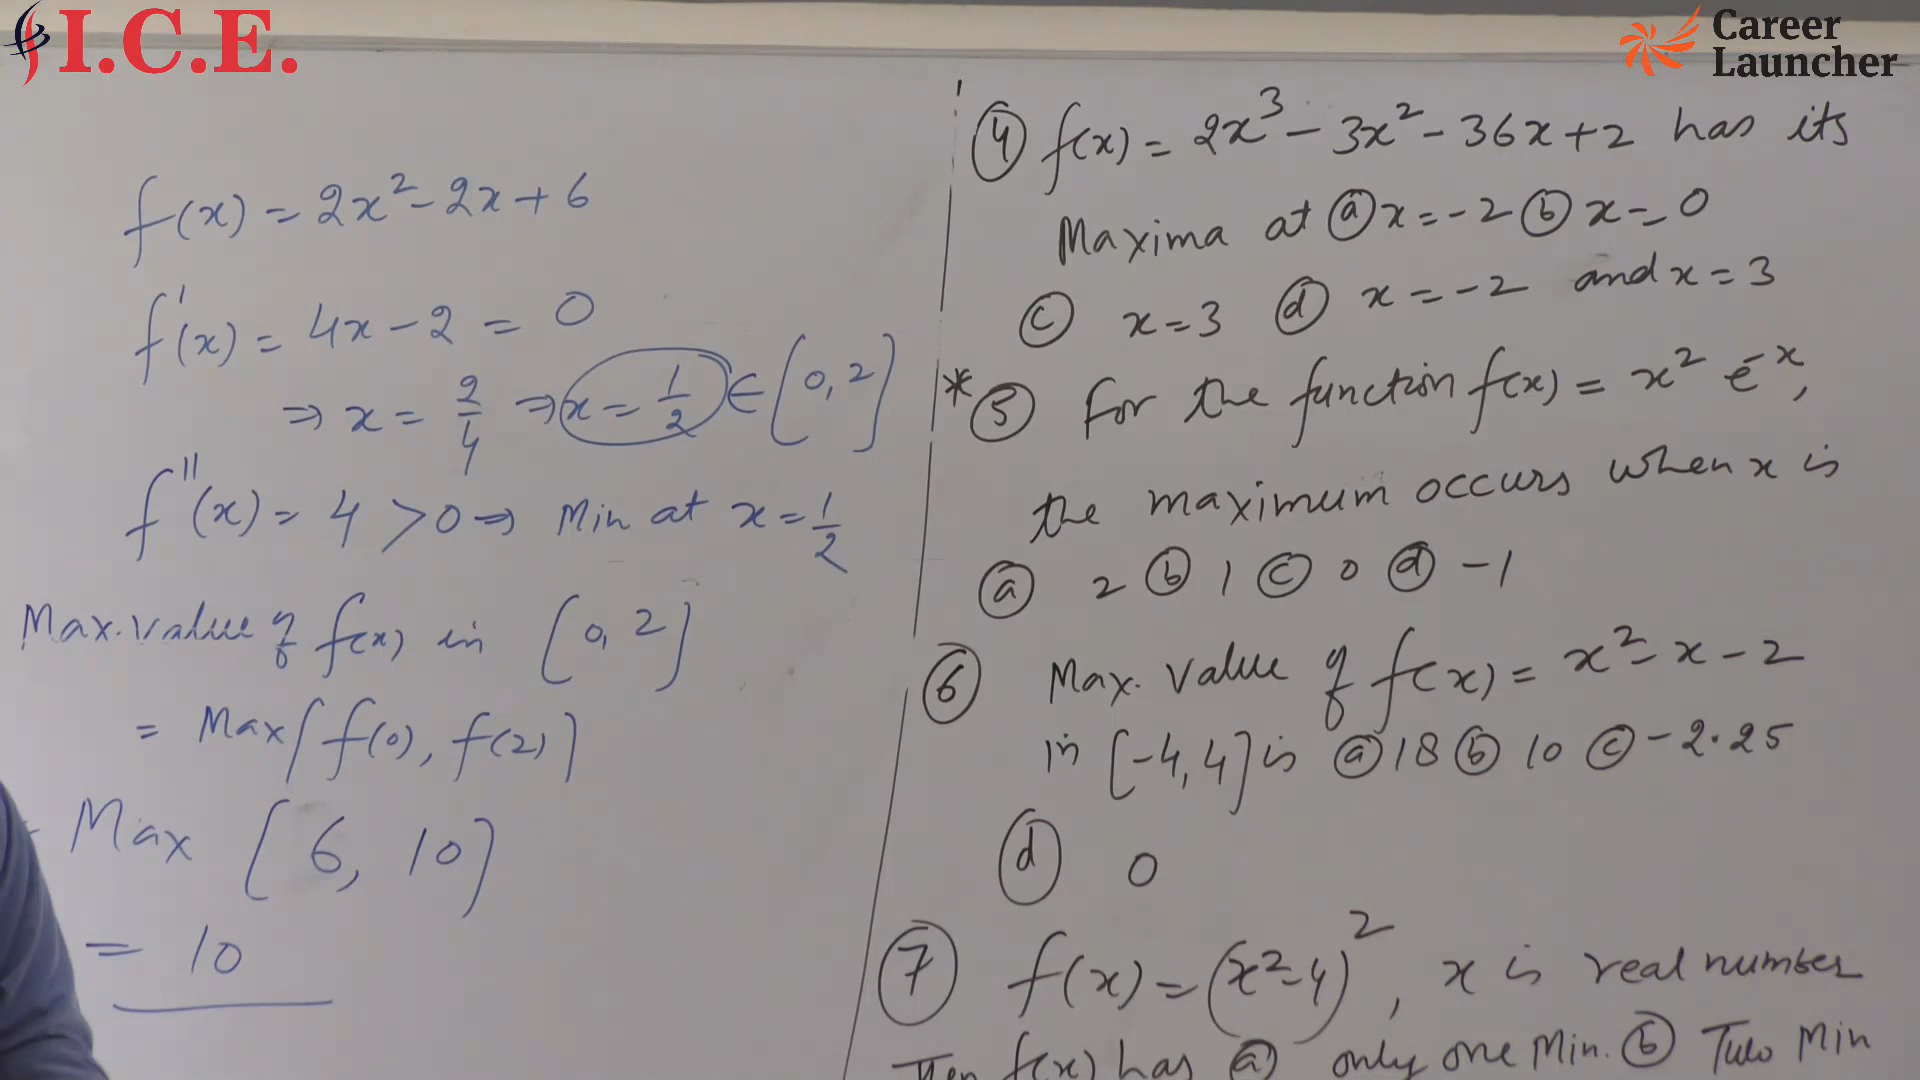 I.C.E.
Career
Launcher
f(x) = 2x² - 2x + 6
f'(x) = 4x - 2 = 0
⇒ x = 2/4 ⇒ x = 1/2 ∈ [0, 2]
f''(x) = 4 > 0 ⇒ Min at x = 1/2
Max. value of f(x) in [0, 2]
= Max [f(0), f(2)]
Max [6, 10]
= 10
④ f(x) = 2x³ - 3x² - 36x + 2 has its
Maxima at ⓐ x = -2 ⓑ x = 0
ⓒ x = 3 ⓓ x = -2 and x = 3
* ⑤ For the function f(x) = x² e⁻ˣ,
the maximum occurs when x is
ⓐ 2 ⓑ 1 ⓒ 0 ⓓ -1
⑥ Max. Value of f(x) = x² - x - 2
in [-4, 4] is ⓐ 18 ⓑ 10 ⓒ -2.25
ⓓ 0
⑦ f(x) = (x² - 4)², x is real number
Then f(x) has ⓐ only one Min. ⓑ Two Min